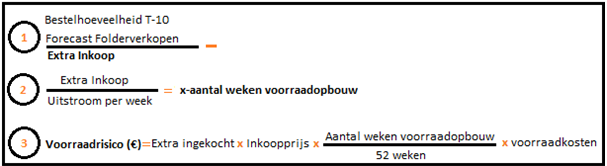 Bestelhoeveelheid T-10
1 Forecast Folderverkopen –
Extra Inkoop
Extra Inkoop
2 = x-aantal weken voorraadopbouw
Uitstroom per week
Aantal weken voorraadopbouw
3 Voorraadrisico (€)=Extra ingekocht x Inkoopprijs x x voorraadkosten
52 weken